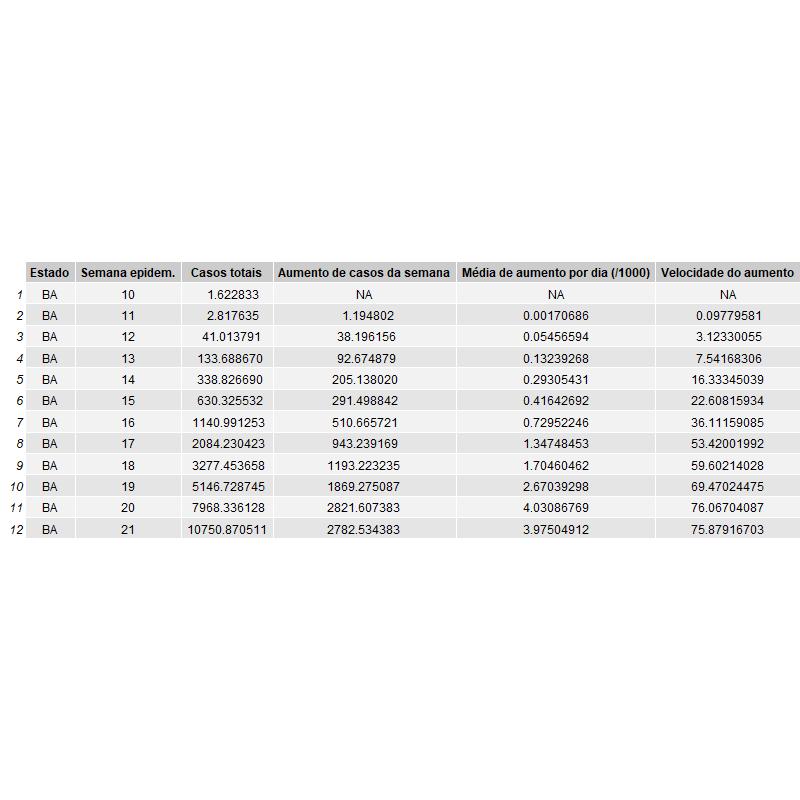 Estado Semana epidem. Casos totais Aumento de casos da semana Média de aumento por dia (/1000) Velocidade do aumento
1 BA 10 1.622833 NA NA NA
2 BA 11 2.817635 1.194802 0.00170686 0.09779581
3 BA 12 41.013791 38.196156 0.05456594 3.12330055
4 BA 13 133.688670 92.674879 0.13239268 7.54168306
5 BA 14 338.826690 205.138020 0.29305431 16.33345039
6 BA 15 630.325532 291.498842 0.41642692 22.60815934
7 BA 16 1140.991253 510.665721 0.72952246 36.11159085
8 BA 17 2084.230423 943.239169 1.34748453 53.42001992
9 BA 18 3277.453658 1193.223235 1.70460462 59.60214028
10 BA 19 5146.728745 1869.275087 2.67039298 69.47024475
11 BA 20 7968.336128 2821.607383 4.03086769 76.06704087
12 BA 21 10750.870511 2782.534383 3.97504912 75.87916703